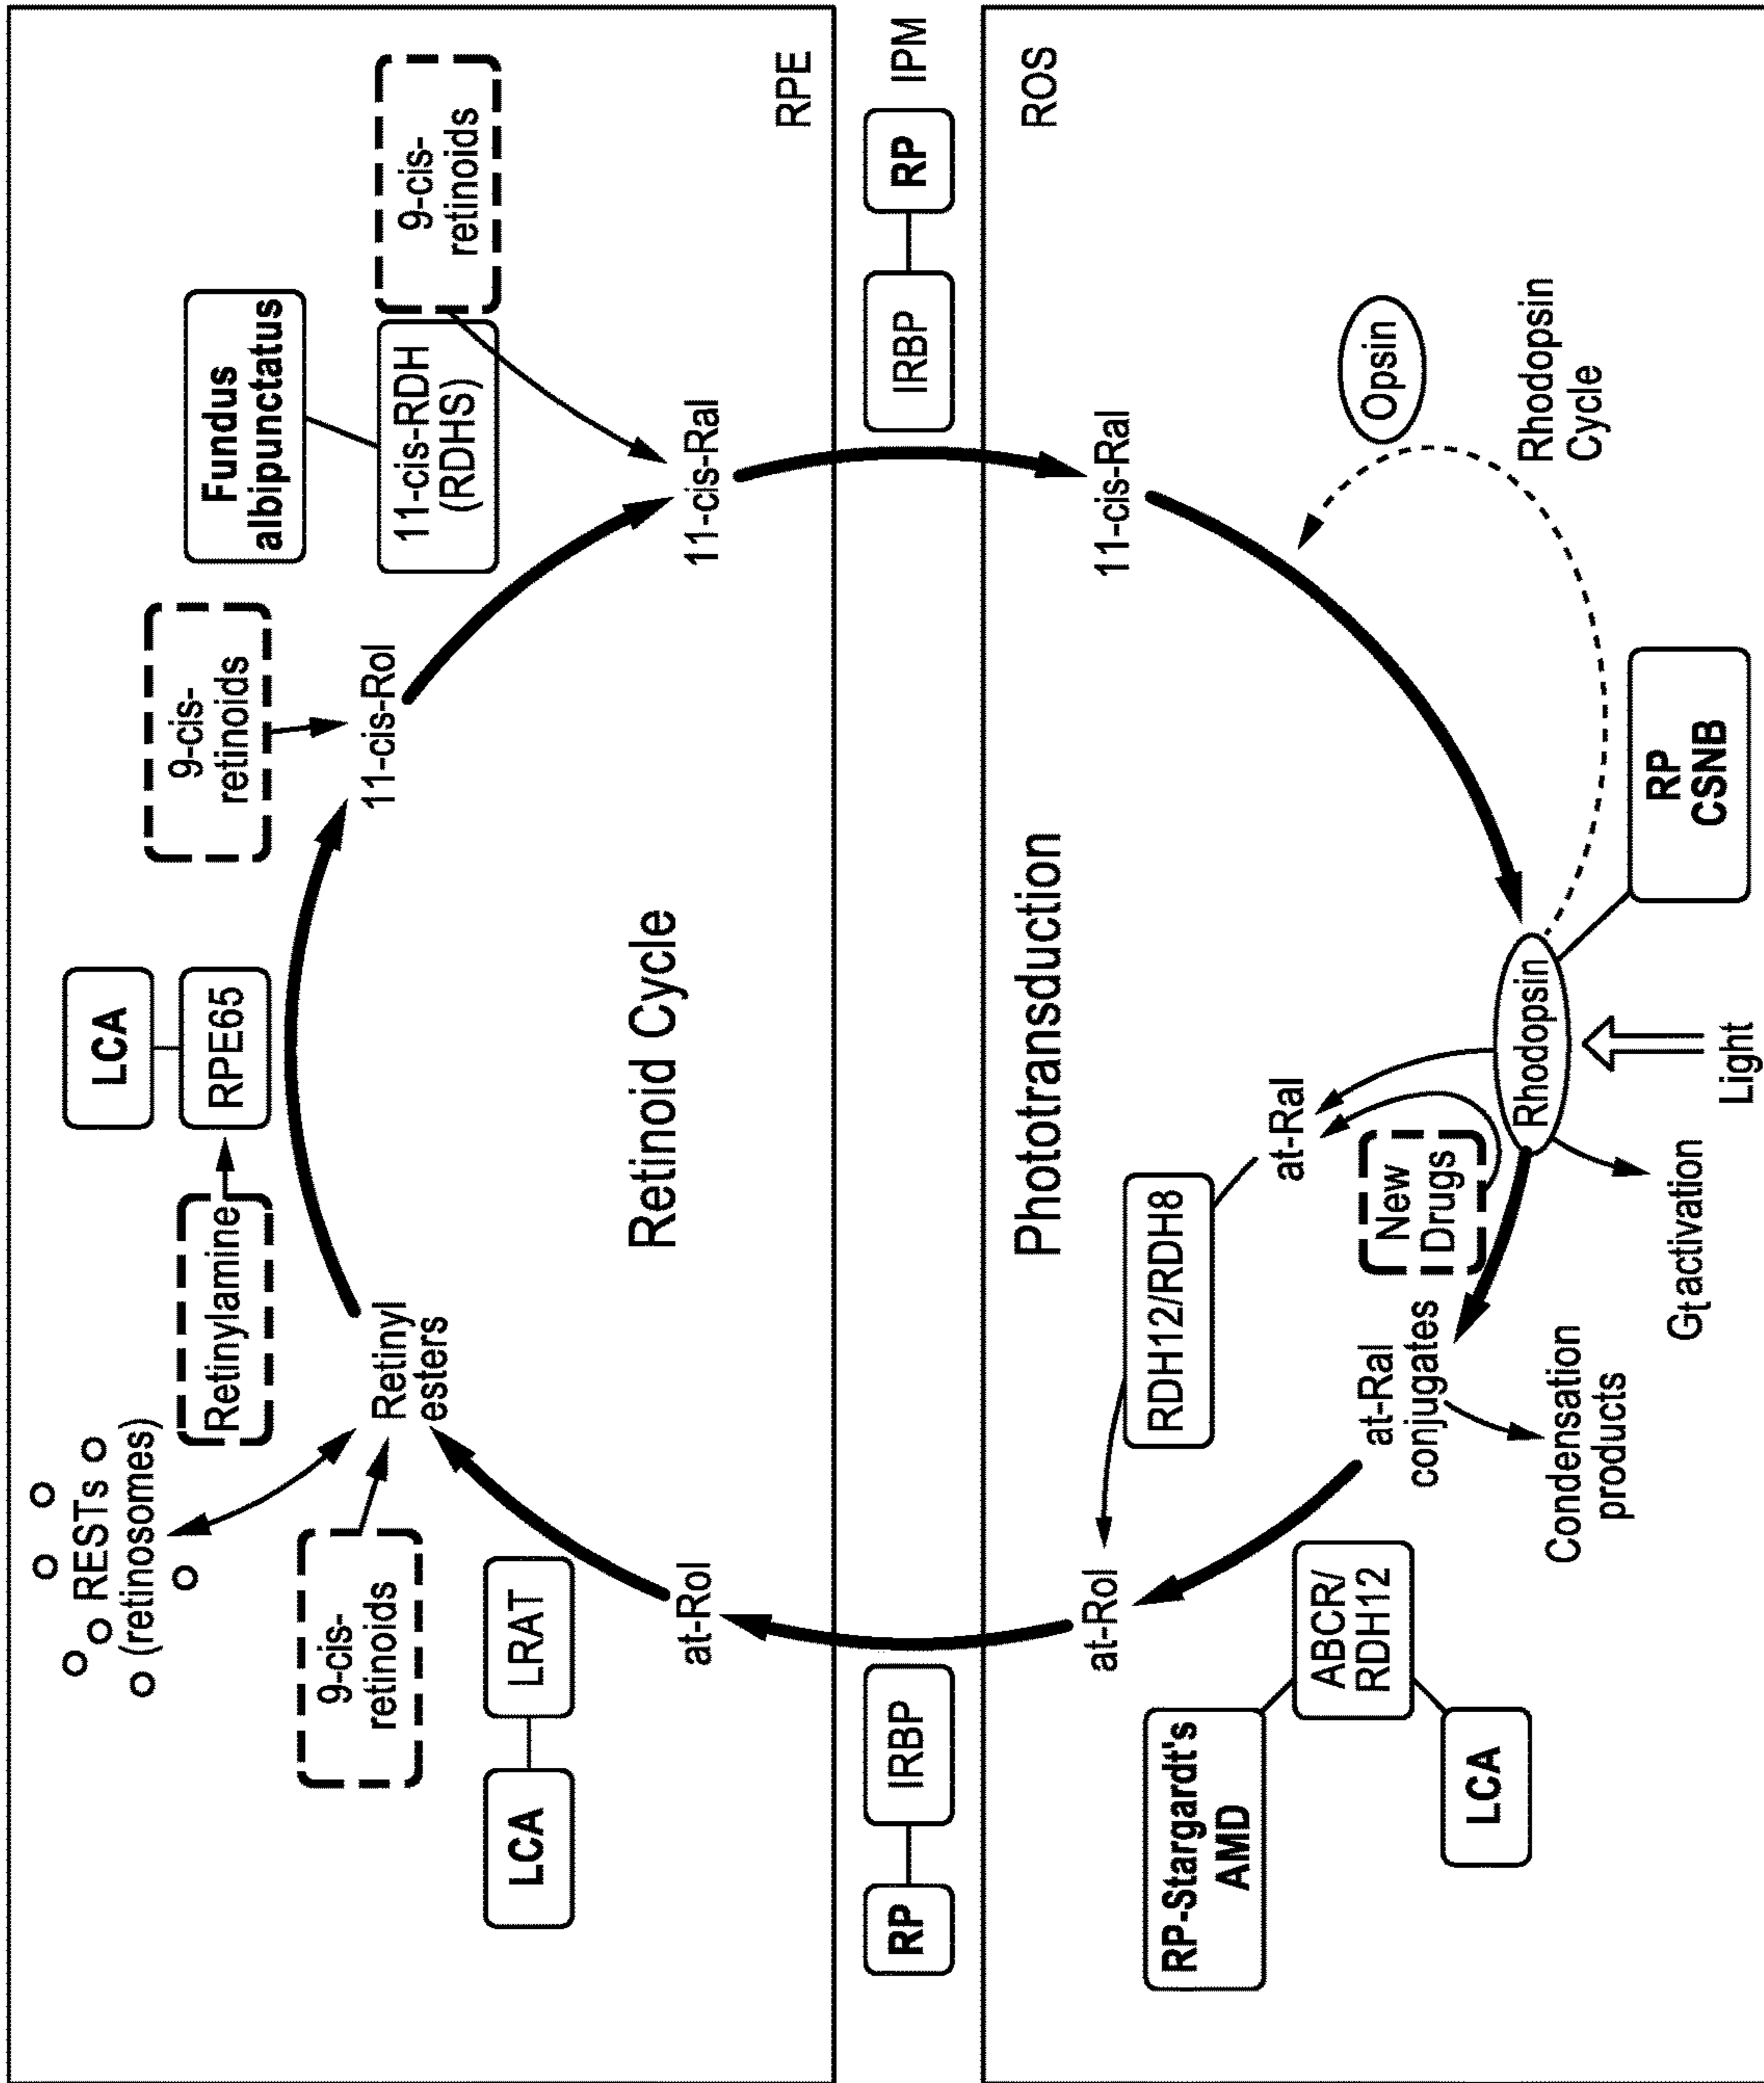 RESTs
(retinosomes)
LCA
Retinylamine
RPE65
9-cis-
retinoids
Fundus
albipunctatus
9-cis-
retinoids
Retinyl
esters
11-cis-Rol
11-cis-RDH
(RDHS)
9-cis-
retinoids
LCA
LRAT
Retinoid Cycle
at-Rol
11-cis-Ral
RPE
RP
IRBP
IRBP
RP
IPM
Phototransduction
ROS
at-Rol
11-cis-Ral
RP-Stargardt's
AMD
RDH12/RDH8
ABCR/
RDH12
at-Ral
LCA
at-Ral
conjugates
New
Drugs
Opsin
Rhodopsin
Rhodopsin
Cycle
Condensation
products
Gt activation
Light
RP
CSNB